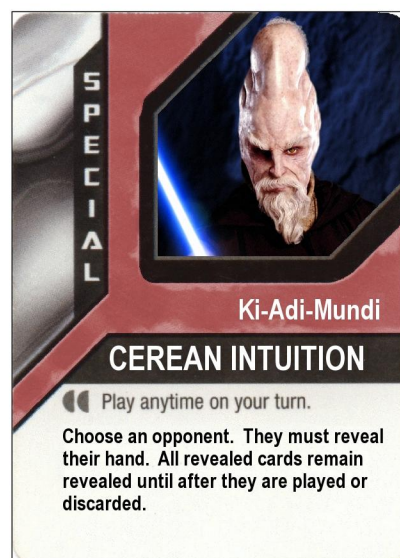 SPECIAL
Ki-Adi-Mundi
CEREAN INTUITION
Play anytime on your turn.
Choose an opponent.  They must reveal
their hand.  All revealed cards remain
revealed until after they are played or
discarded.